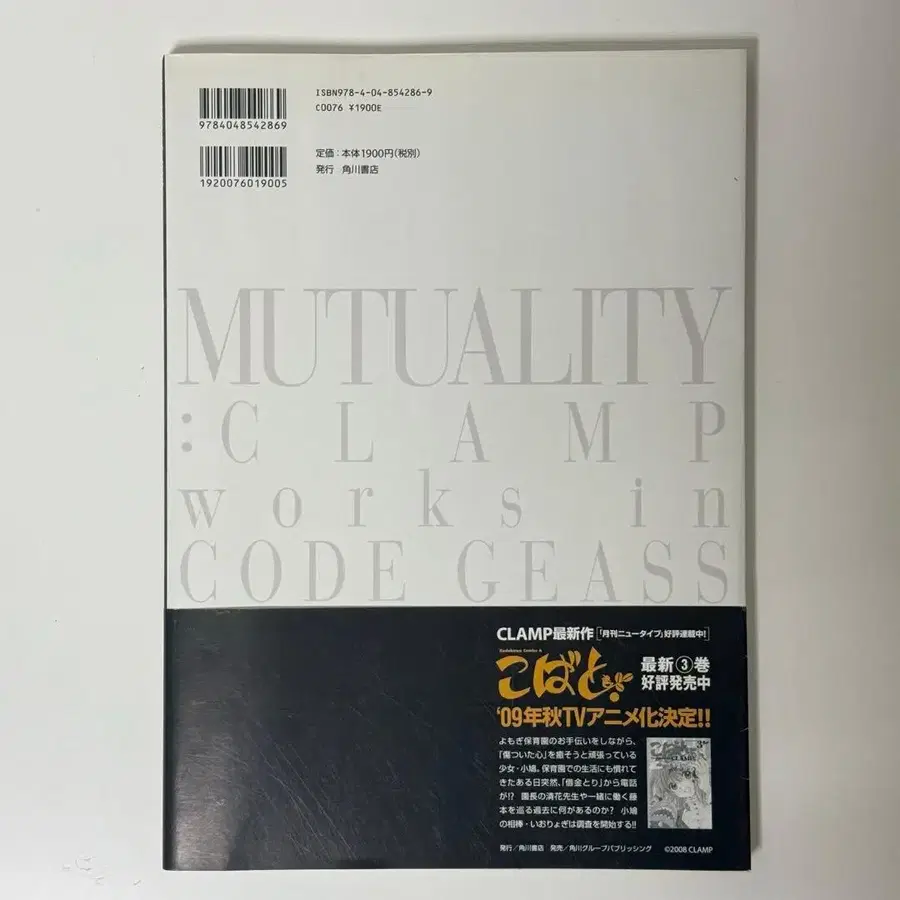 ISBN978-4-04-854286-9
C0076 ¥1900E
9784048542869
定価：本体1900円（税別）
発行 角川書店
1920076019005
MUTUALITY
:CLAMP
works in
CODE GEASS
CLAMP最新作［「月刊ニュータイプ」好評連載中!］
Kadokawa Comics A
こばと。
最新③巻
好評発売中
'09年秋TVアニメ化決定!!
よもぎ保育園のお手伝いをしながら、
「傷ついた心」を癒そうと頑張っている
少女・小鳩。保育園での生活にも慣れて
きたある日突然、「借金とり」から電話
が!? 園長の清花先生や一緒に働く藤
本を巡る過去に何があるのか? 小鳩
の相棒・いおりょぎは調査を開始する!!
こばと。 3
CLAMP
発行／角川書店 発売／角川グループパブリッシング
©2008 CLAMP